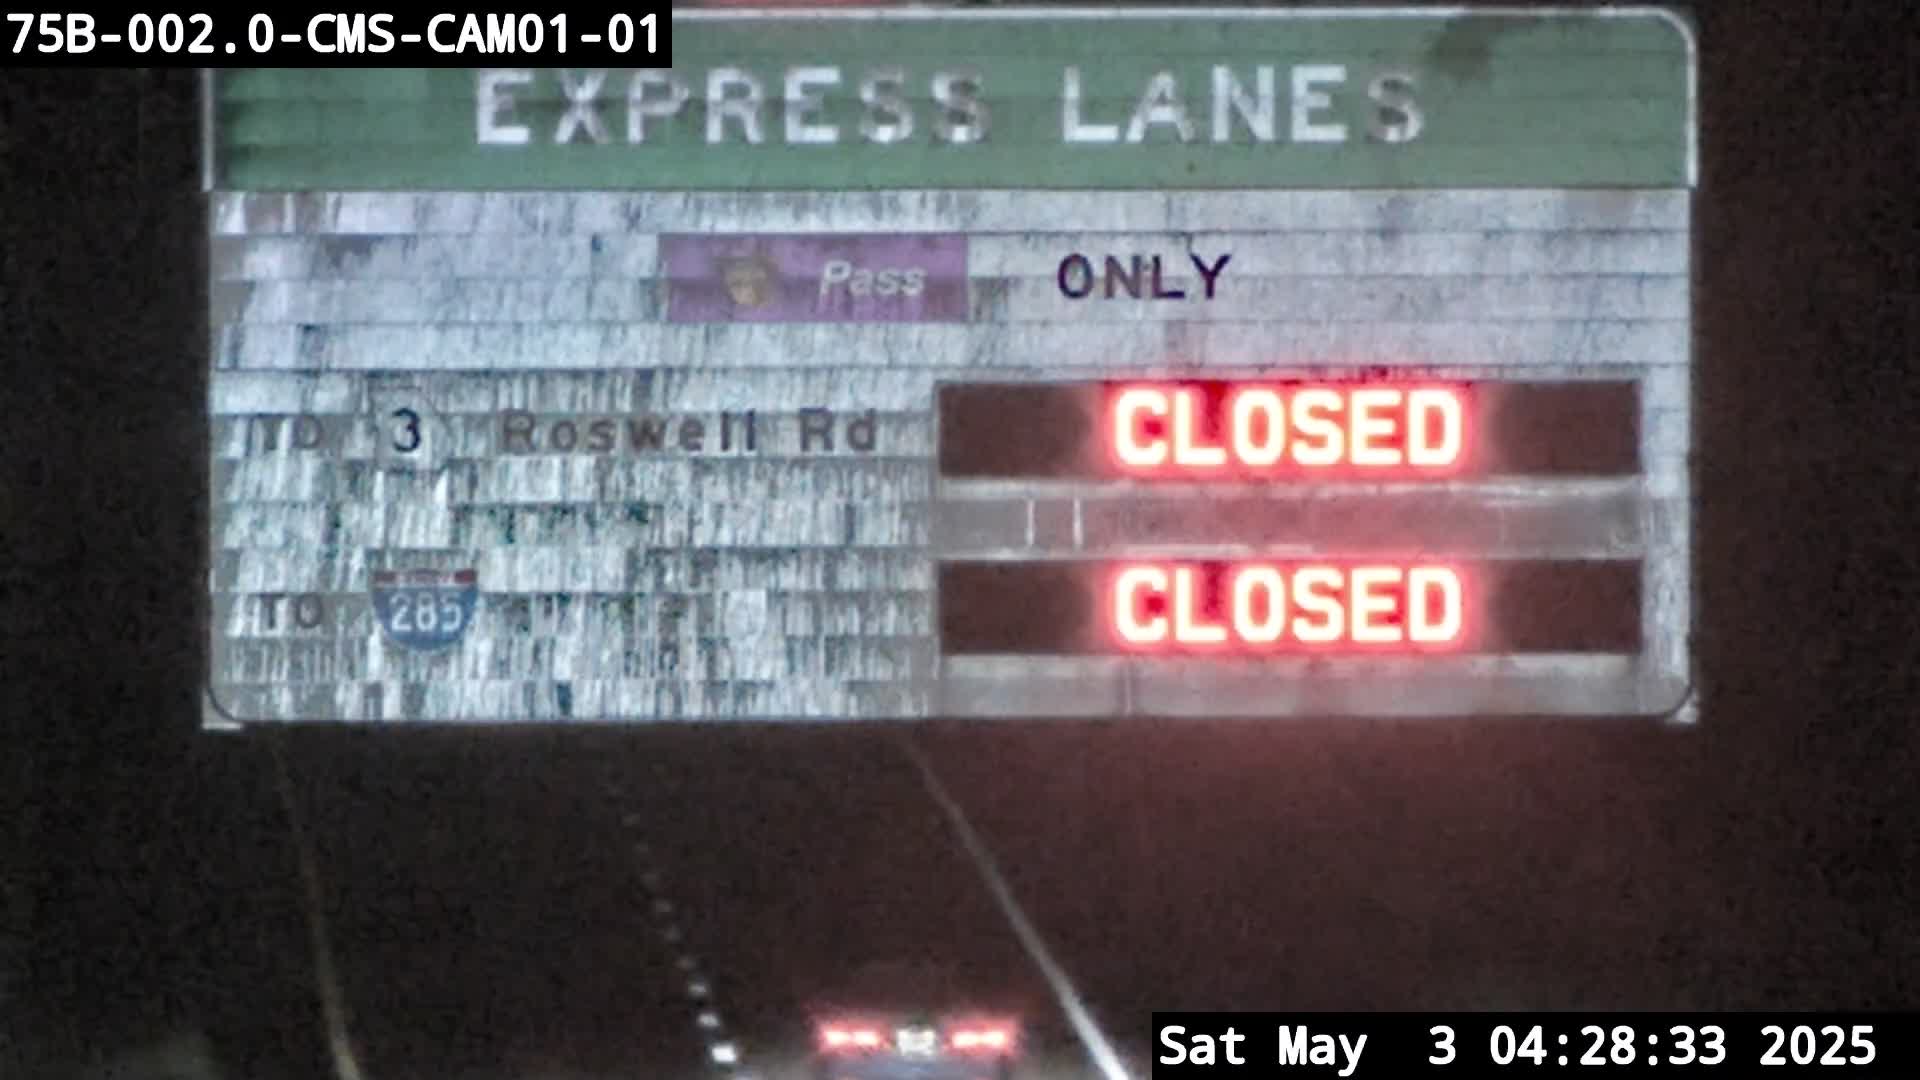 75B-002.0-CMS-CAM01-01
EXPRESS LANES
Pass ONLY
TO 3 Roswell Rd CLOSED
TO 285 CLOSED
Sat May 3 04:28:33 2025